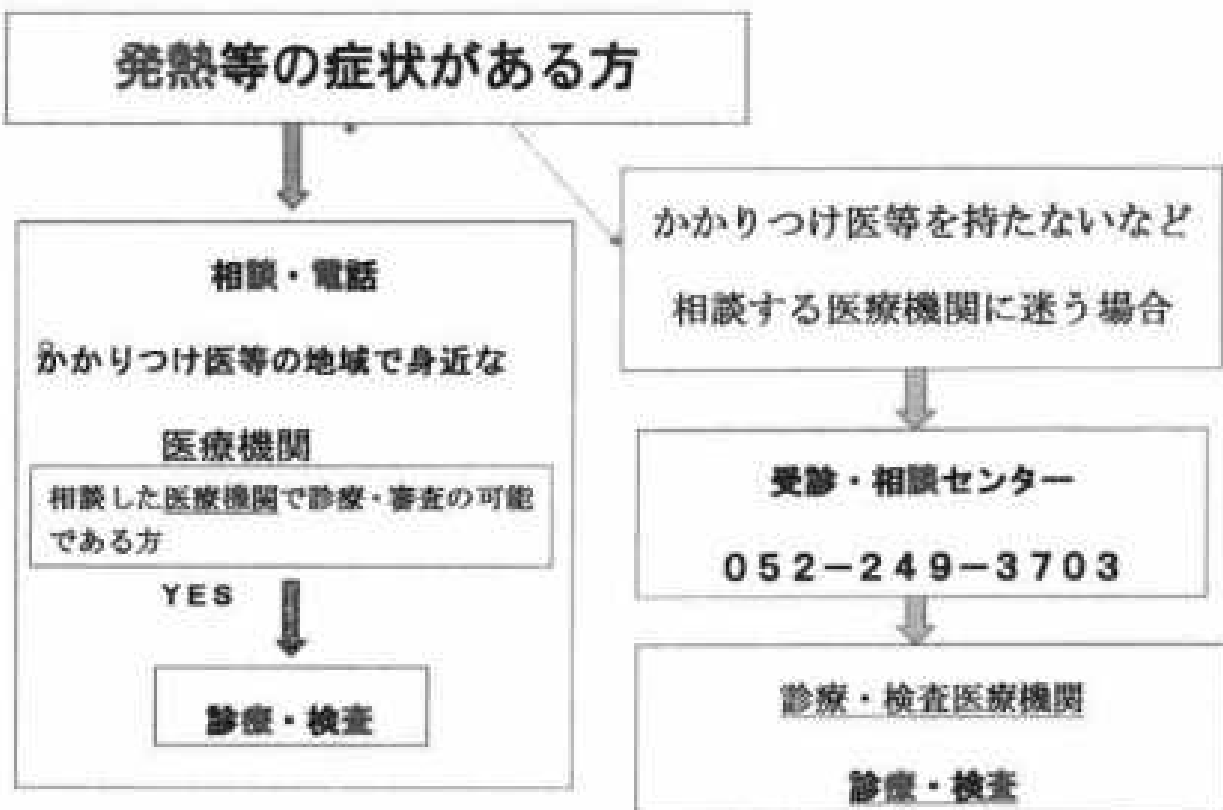 発熱等の症状がある方
相談・電話
かかりつけ医等の地域で身近な
医療機関
相談した医療機関で診療・審査の可能
である方
YES
診療・検査
かかりつけ医等を持たないなど
相談する医療機関に迷う場合
受診・相談センター
052-249-3703
診療・検査医療機関
診療・検査